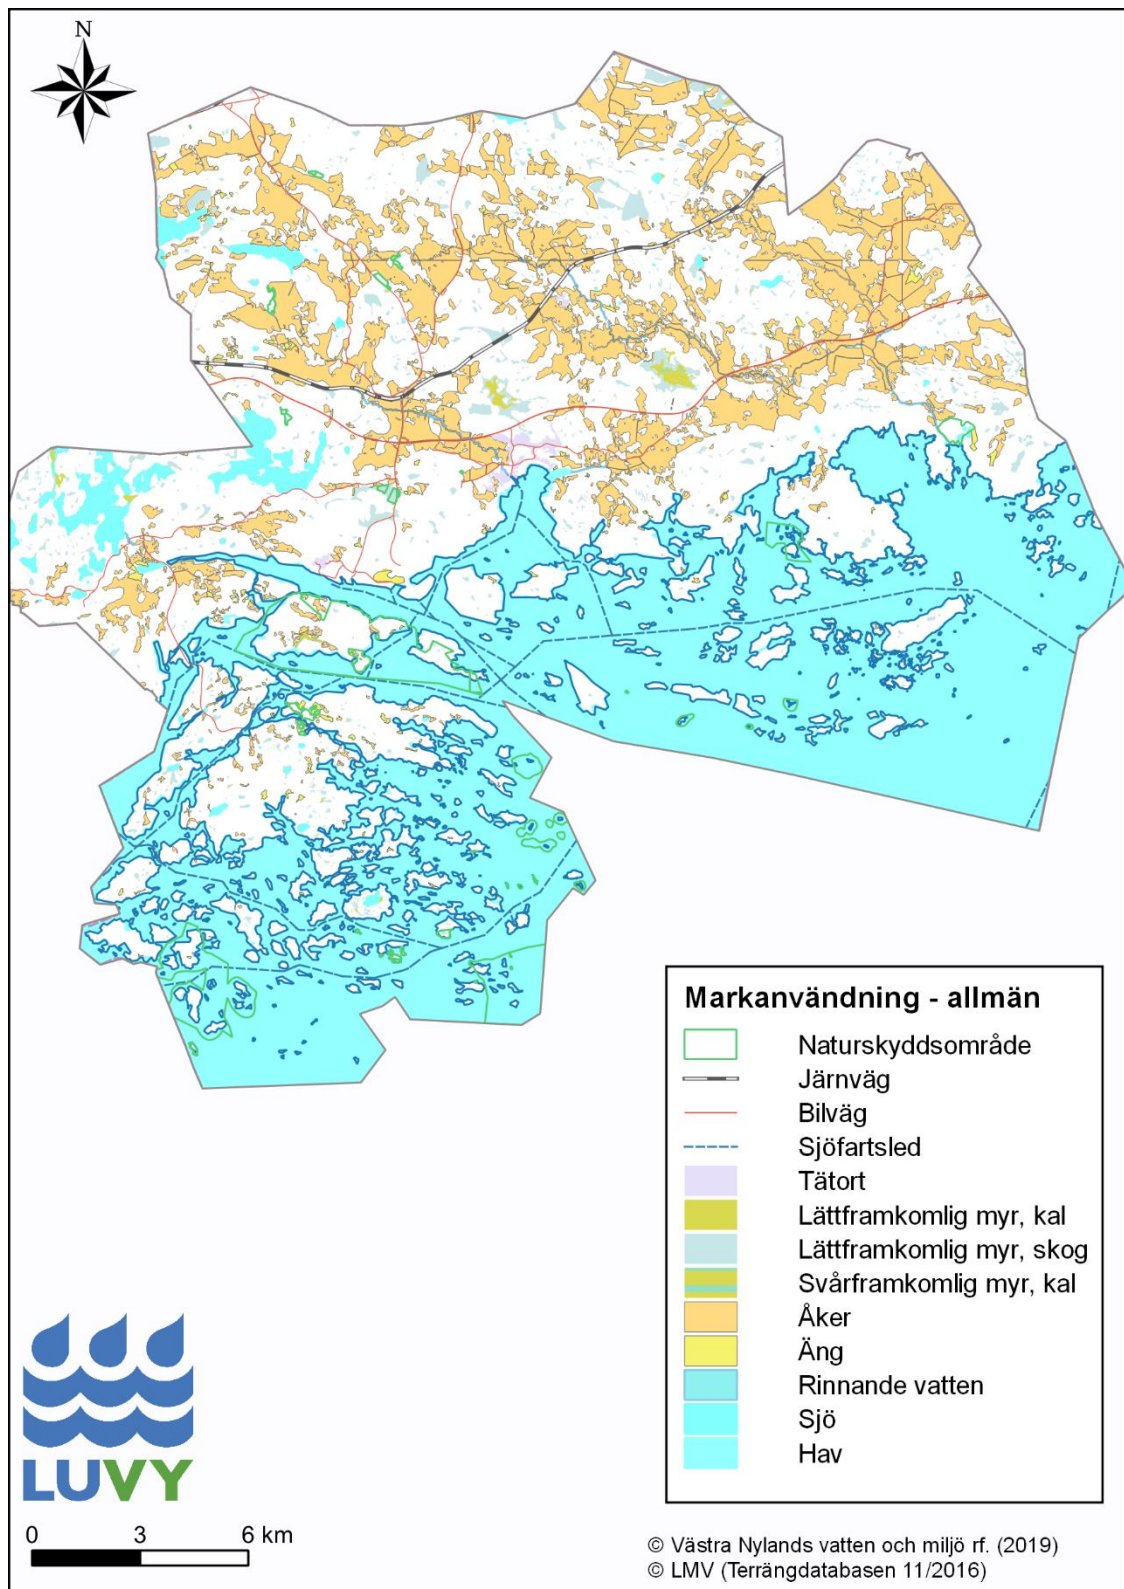 N
Markanvändning - allmän
Naturskyddsområde
Järnväg
Bilväg
Sjöfartsled
Tätort
Lättframkomlig myr, kal
Lättframkomlig myr, skog
Svårframkomlig myr, kal
Åker
Äng
Rinnande vatten
Sjö
Hav
LUVY
0 3 6 km
© Västra Nylands vatten och miljö rf. (2019)
© LMV (Terrängdatabasen 11/2016)